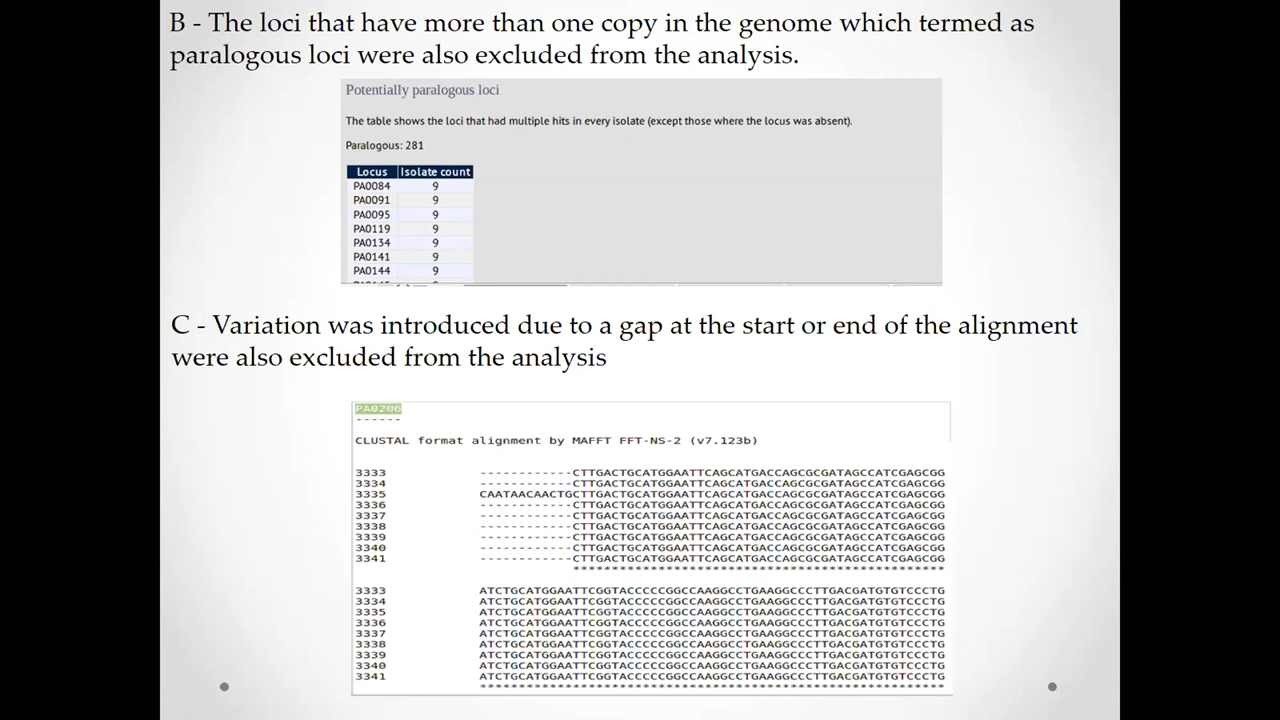 B - The loci that have more than one copy in the genome which termed as
paralogous loci were also excluded from the analysis.
Potentially paralogous loci
The table shows the loci that had multiple hits in every isolate (except those where the locus was absent).
Paralogous: 281
Locus Isolate count
PA0084 9
PA0091 9
PA0095 9
PA0119 9
PA0134 9
PA0141 9
PA0144 9
C - Variation was introduced due to a gap at the start or end of the alignment
were also excluded from the analysis
PA0206
------
CLUSTAL format alignment by MAFFT FFT-NS-2 (v7.123b)
3333 ------------CTTGACTGCATGGAATTCAGCATGACCAGCGCGATAGCCATCGAGCGG
3334 ------------CTTGACTGCATGGAATTCAGCATGACCAGCGCGATAGCCATCGAGCGG
3335 CAATAACAACTGCTTGACTGCATGGAATTCAGCATGACCAGCGCGATAGCCATCGAGCGG
3336 ------------CTTGACTGCATGGAATTCAGCATGACCAGCGCGATAGCCATCGAGCGG
3337 ------------CTTGACTGCATGGAATTCAGCATGACCAGCGCGATAGCCATCGAGCGG
3338 ------------CTTGACTGCATGGAATTCAGCATGACCAGCGCGATAGCCATCGAGCGG
3339 ------------CTTGACTGCATGGAATTCAGCATGACCAGCGCGATAGCCATCGAGCGG
3340 ------------CTTGACTGCATGGAATTCAGCATGACCAGCGCGATAGCCATCGAGCGG
3341 ------------CTTGACTGCATGGAATTCAGCATGACCAGCGCGATAGCCATCGAGCGG
************************************************
3333 ATCTGCATGGAATTCGGTACCCCCGGCCAAGGCCTGAAGGCCCTTGACGATGTGTCCCTG
3334 ATCTGCATGGAATTCGGTACCCCCGGCCAAGGCCTGAAGGCCCTTGACGATGTGTCCCTG
3335 ATCTGCATGGAATTCGGTACCCCCGGCCAAGGCCTGAAGGCCCTTGACGATGTGTCCCTG
3336 ATCTGCATGGAATTCGGTACCCCCGGCCAAGGCCTGAAGGCCCTTGACGATGTGTCCCTG
3337 ATCTGCATGGAATTCGGTACCCCCGGCCAAGGCCTGAAGGCCCTTGACGATGTGTCCCTG
3338 ATCTGCATGGAATTCGGTACCCCCGGCCAAGGCCTGAAGGCCCTTGACGATGTGTCCCTG
3339 ATCTGCATGGAATTCGGTACCCCCGGCCAAGGCCTGAAGGCCCTTGACGATGTGTCCCTG
3340 ATCTGCATGGAATTCGGTACCCCCGGCCAAGGCCTGAAGGCCCTTGACGATGTGTCCCTG
3341 ATCTGCATGGAATTCGGTACCCCCGGCCAAGGCCTGAAGGCCCTTGACGATGTGTCCCTG
************************************************************